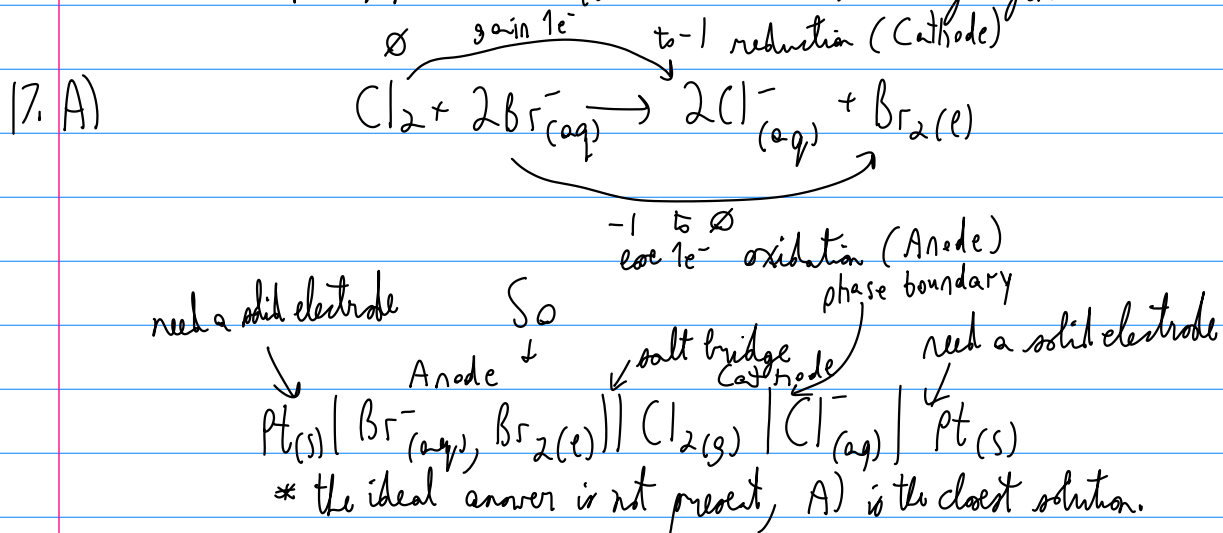 Ø gain 1e⁻ to -1 reduction (Cathode)
17. A) Cl₂ + 2Br⁻(aq) → 2Cl⁻(aq) + Br₂(l)
-1 to Ø
lose 1e⁻ oxidation (Anode)
phase boundary
need a solid electrode So
salt bridge need a solid electrode
Anode ↓ Cathode
Pt(s) | Br⁻(aq), Br₂(l) || Cl₂(g) | Cl⁻(aq) | Pt(s)
* the ideal answer is not present, A) is the closest solution.